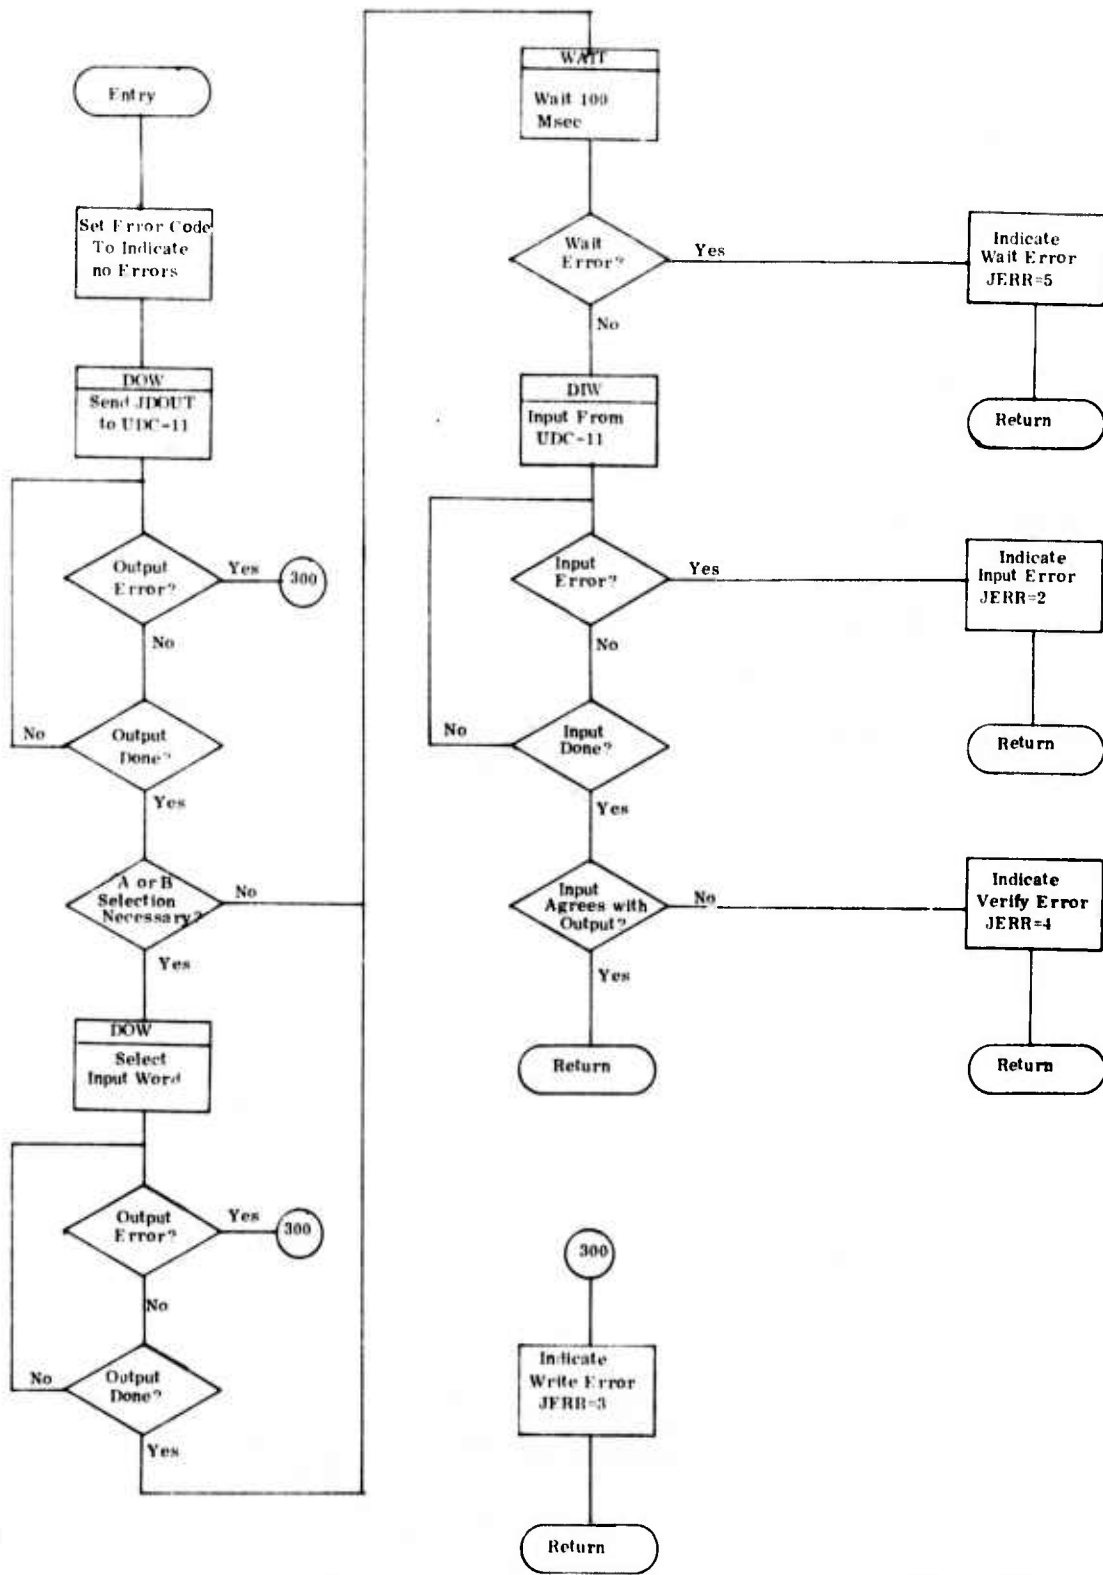 Entry
Set Error Code
To Indicate
no Errors
DOW
Send JDOUT
to UDC-11
Output
Error?
Yes
300
No
Output
Done?
No
Yes
A or B
Selection
Necessary?
No
Yes
DOW
Select
Input Word
Output
Error?
Yes
300
No
Output
Done?
No
Yes
WAIT
Wait 100
Msec
Wait
Error?
Yes
No
Indicate
Wait Error
JERR=5
Return
DIW
Input From
UDC-11
Input
Error?
Yes
No
Indicate
Input Error
JERR=2
Return
Input
Done?
No
Yes
Input
Agrees with
Output?
No
Yes
Indicate
Verify Error
JERR=4
Return
Return
300
Indicate
Write Error
JERR=3
Return